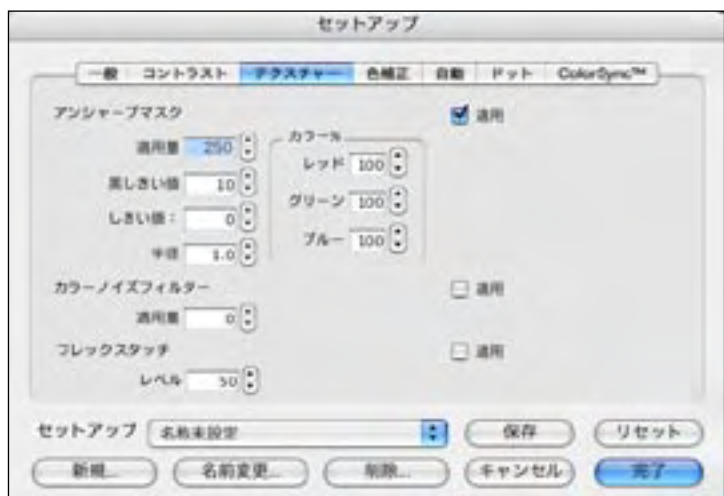 セットアップ
一般 コントラスト テクスチャー 色補正 自動 ドット ColorSync™
アンシャープマスク 適用
適用量 250
黒しきい値 10
しきい値： 0
半径 1.0
カラー%
レッド 100
グリーン 100
ブルー 100
カラーノイズフィルター 適用
適用量 0
フレックスタッチ 適用
レベル 50
セットアップ 名称未設定 保存 リセット
新規... 名前変更... 削除... キャンセル 完了